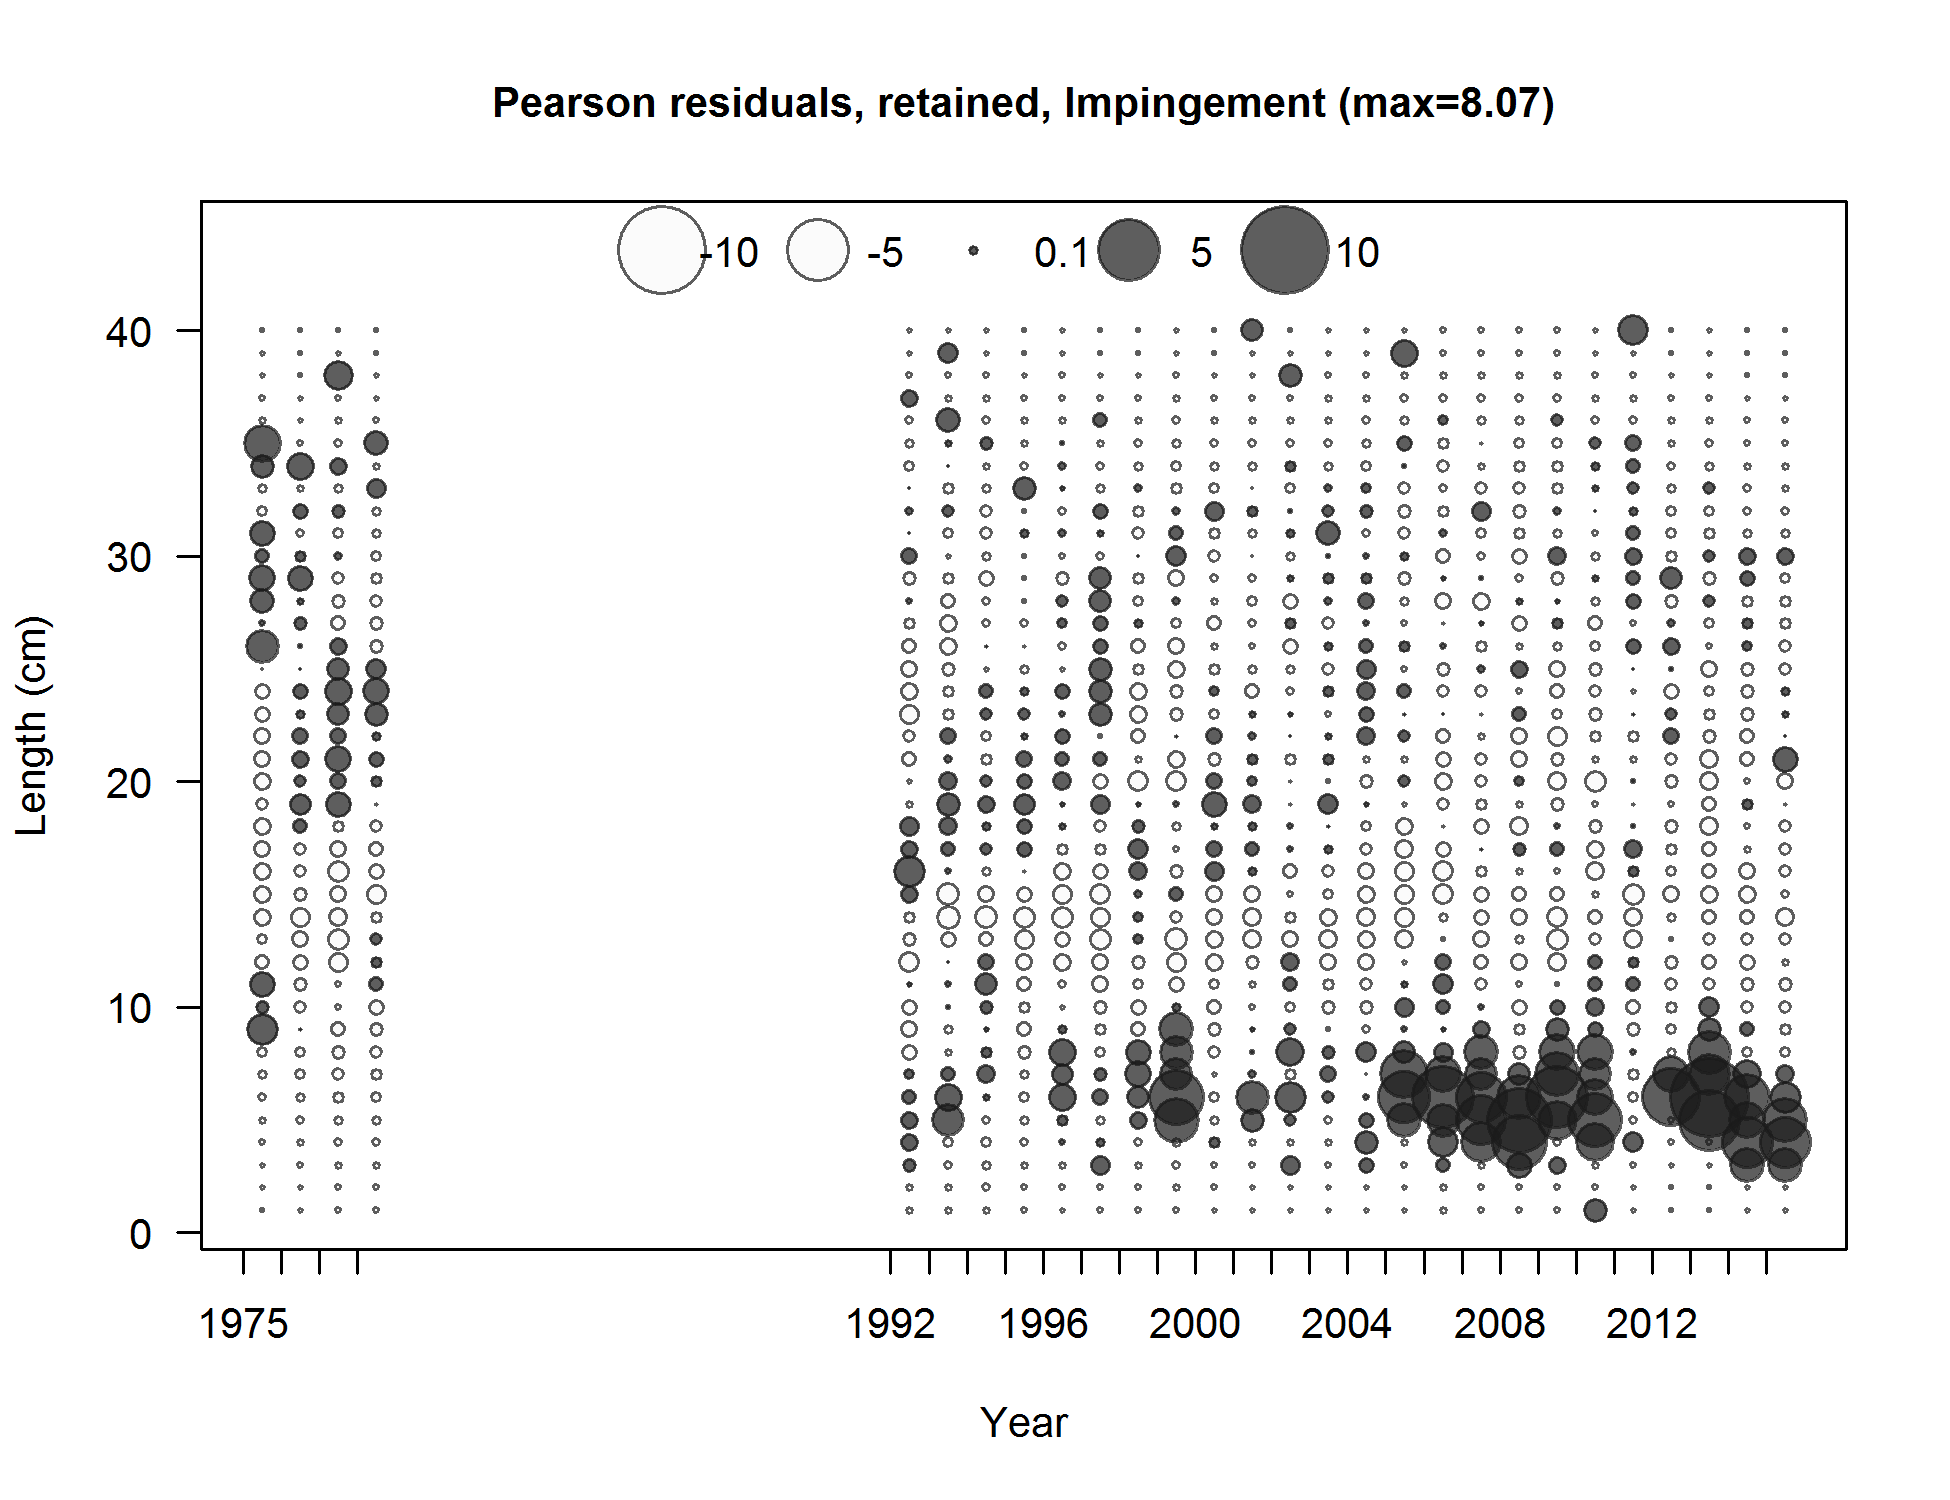 Pearson residuals, retained, Impingement (max=8.07)
-10 -5 0.1 5 10
40
30
20
10
0
Length (cm)
1975 1992 1996 2000 2004 2008 2012
Year